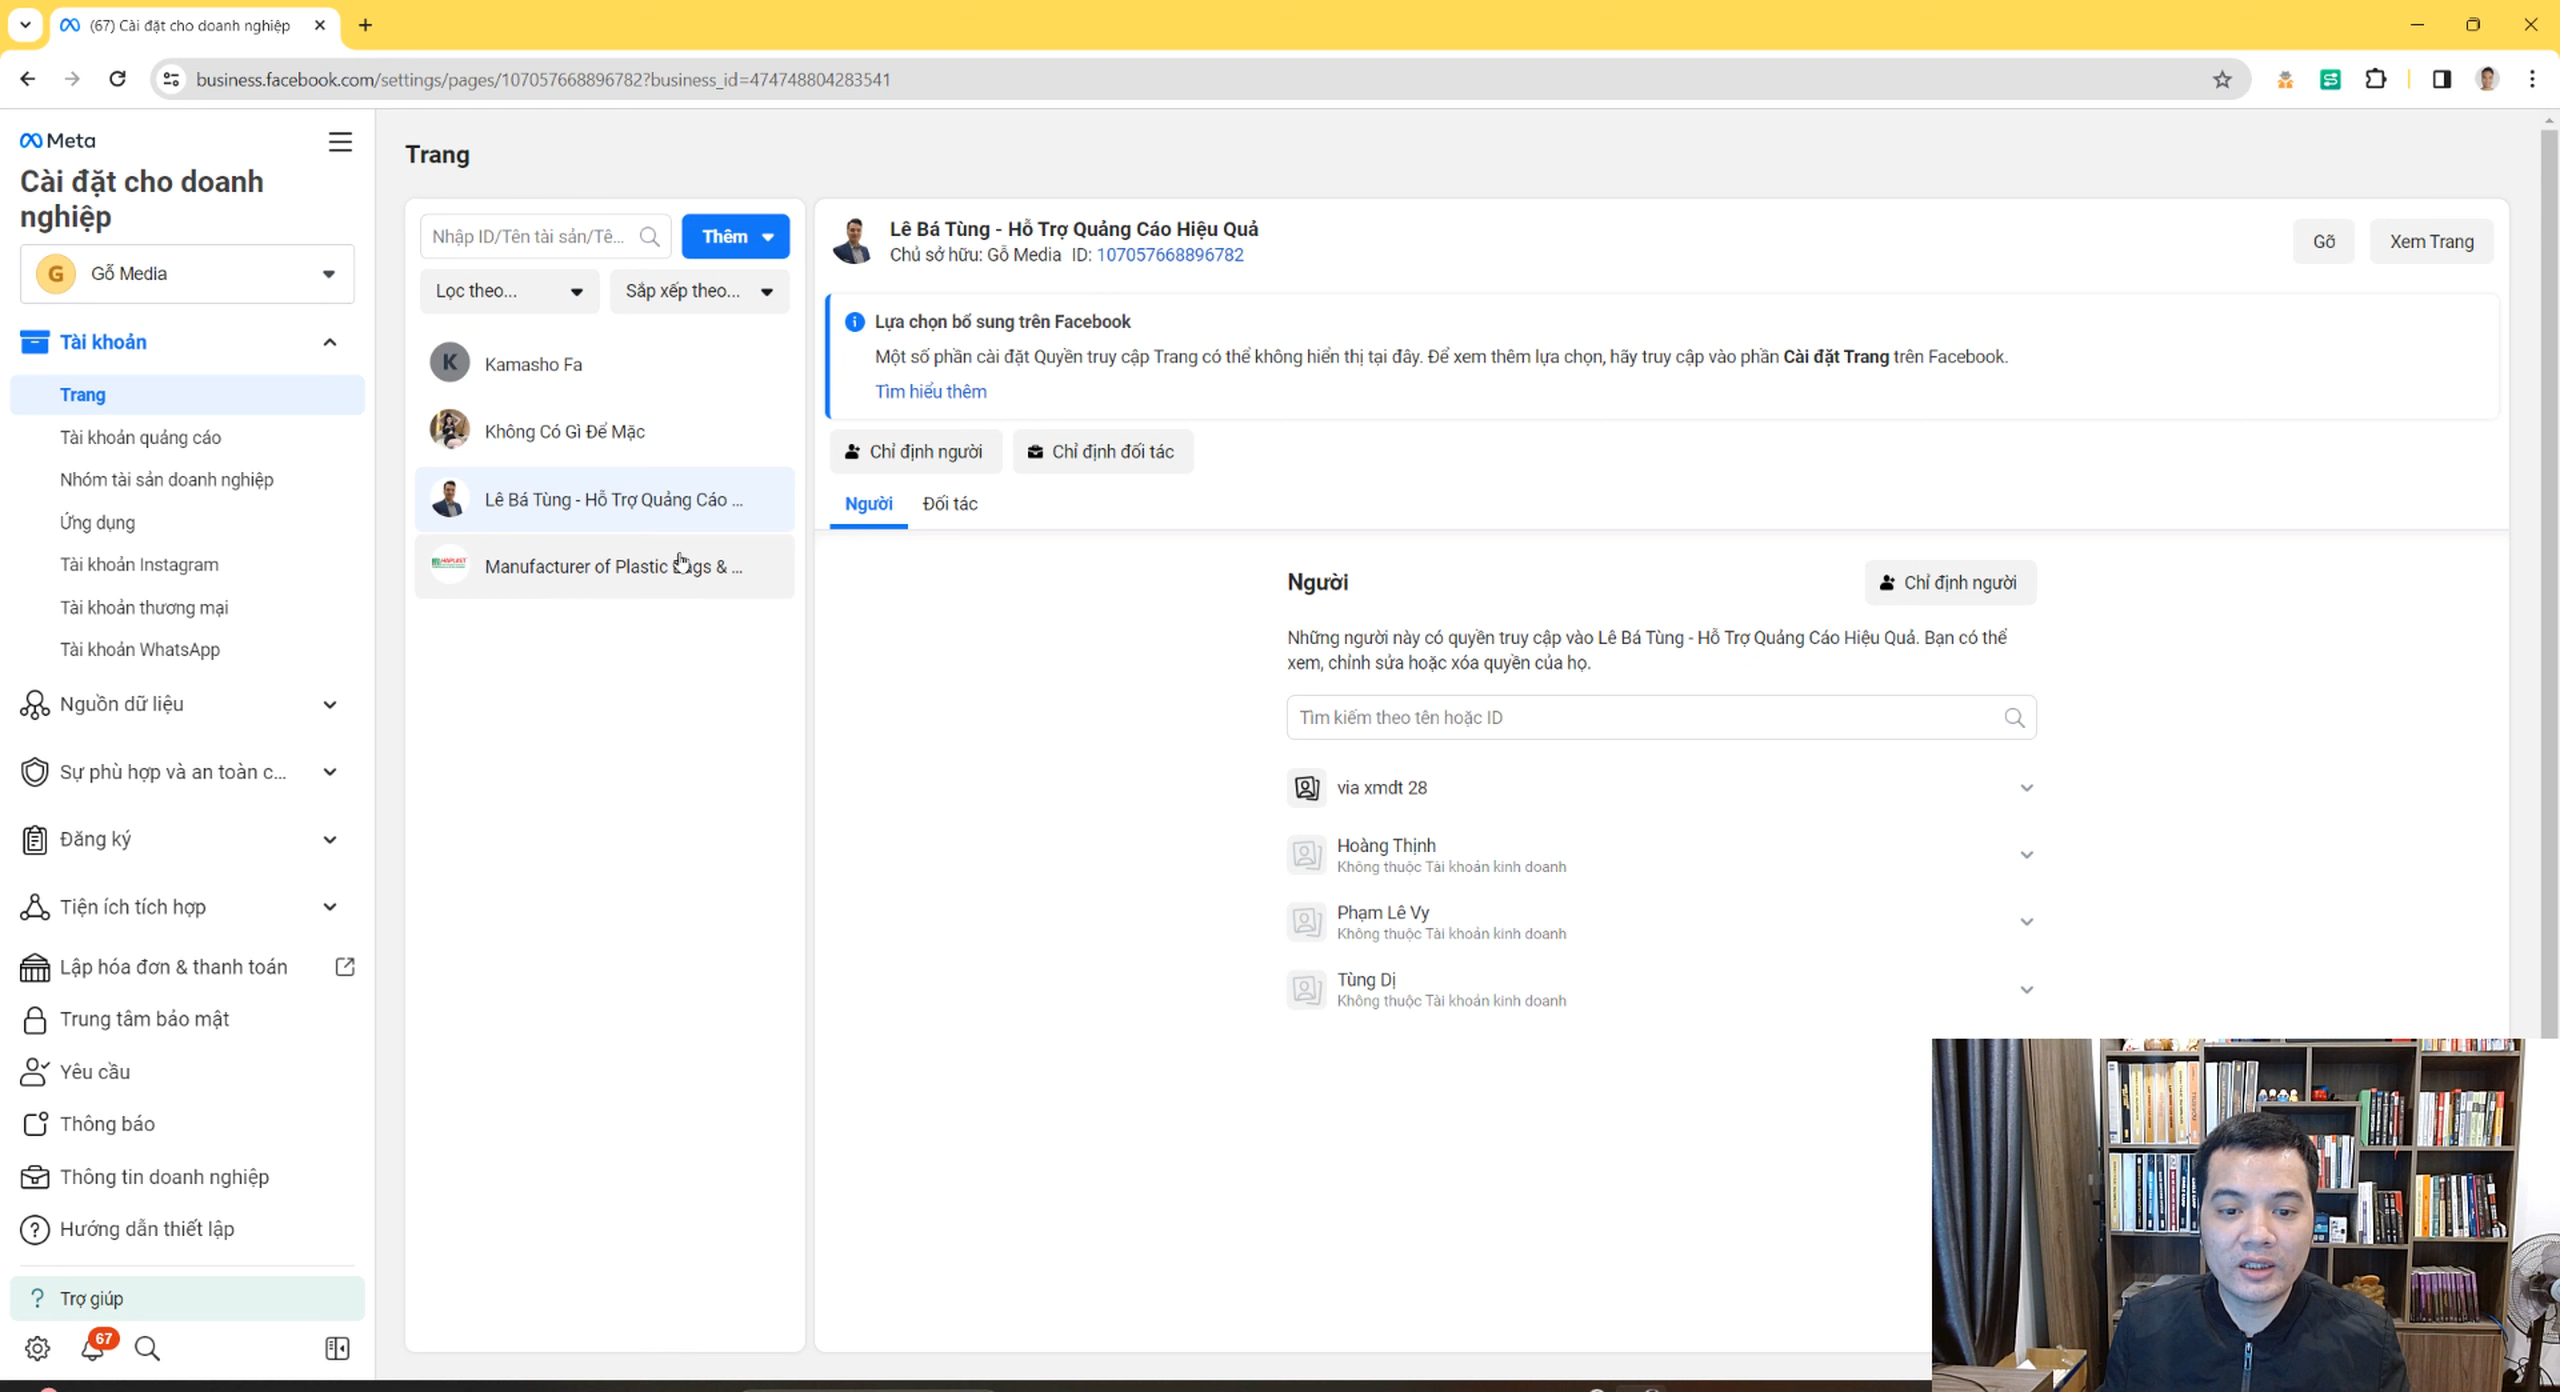 (67) Cài đặt cho doanh nghiệp
business.facebook.com/settings/pages/107057668896782?business_id=474748804283541
Meta
Cài đặt cho doanh
nghiệp
G
Gỗ Media
Tài khoản
Trang
Tài khoản quảng cáo
Nhóm tài sản doanh nghiệp
Ứng dụng
Tài khoản Instagram
Tài khoản thương mại
Tài khoản WhatsApp
Nguồn dữ liệu
Sự phù hợp và an toàn c...
Đăng ký
Tiện ích tích hợp
Lập hóa đơn & thanh toán
Trung tâm bảo mật
Yêu cầu
Thông báo
Thông tin doanh nghiệp
Hướng dẫn thiết lập
Trợ giúp
67
Trang
Nhập ID/Tên tài sản/Tê...
Thêm
Lọc theo...
Sắp xếp theo...
K
Kamasho Fa
Không Có Gì Để Mặc
Lê Bá Tùng - Hỗ Trợ Quảng Cáo ...
Manufacturer of Plastic Bags & ...
Lê Bá Tùng - Hỗ Trợ Quảng Cáo Hiệu Quả
Chủ sở hữu: Gỗ Media ID: 107057668896782
Gỡ
Xem Trang
Lựa chọn bổ sung trên Facebook
Một số phần cài đặt Quyền truy cập Trang có thể không hiển thị tại đây. Để xem thêm lựa chọn, hãy truy cập vào phần Cài đặt Trang trên Facebook.
Tìm hiểu thêm
Chỉ định người
Chỉ định đối tác
Người
Đối tác
Người
Chỉ định người
Những người này có quyền truy cập vào Lê Bá Tùng - Hỗ Trợ Quảng Cáo Hiệu Quả. Bạn có thể
xem, chỉnh sửa hoặc xóa quyền của họ.
Tìm kiếm theo tên hoặc ID
via xmdt 28
Hoàng Thịnh
Không thuộc Tài khoản kinh doanh
Phạm Lê Vy
Không thuộc Tài khoản kinh doanh
Tùng Dị
Không thuộc Tài khoản kinh doanh